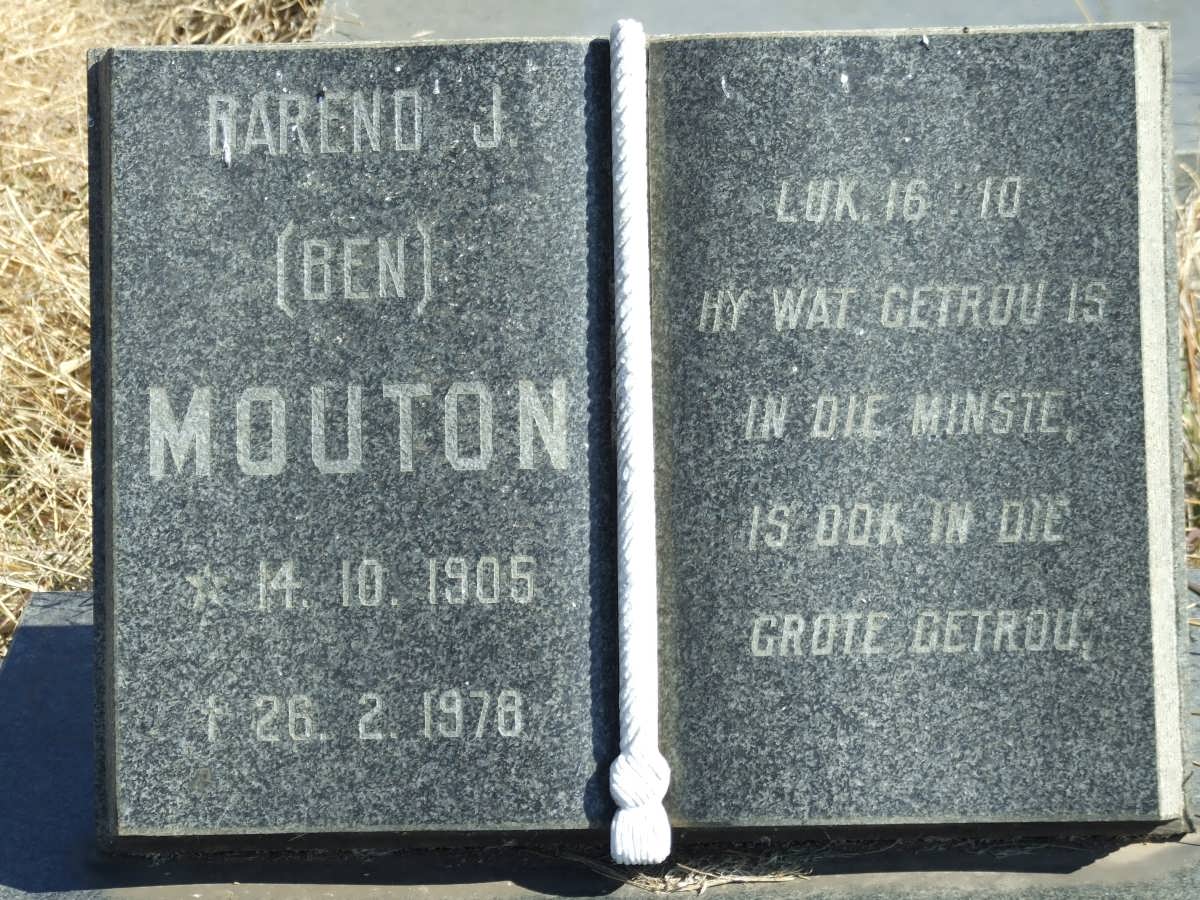 BAREND J.
(BEN)
MOUTON
☆ 14. 10. 1905
† 26. 2. 1978
LUK. 16 : 10
HY WAT GETROU IS
IN DIE MINSTE,
IS OOK IN DIE
GROTE GETROU;